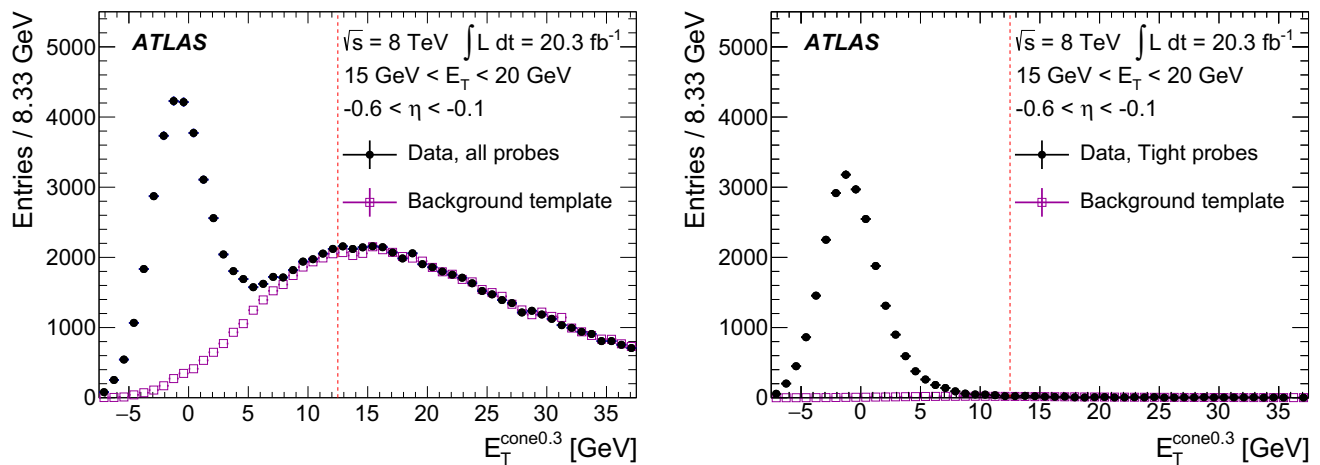 ATLAS
√s = 8 TeV ∫L dt = 20.3 fb⁻¹
15 GeV < E_T < 20 GeV
-0.6 < η < -0.1
Data, all probes
Background template
Entries / 8.33 GeV
5000
4000
3000
2000
1000
0
−5 0 5 10 15 20 25 30 35
E_T^cone0.3 [GeV]
ATLAS
√s = 8 TeV ∫L dt = 20.3 fb⁻¹
15 GeV < E_T < 20 GeV
-0.6 < η < -0.1
Data, Tight probes
Background template
Entries / 8.33 GeV
5000
4000
3000
2000
1000
0
−5 0 5 10 15 20 25 30 35
E_T^cone0.3 [GeV]